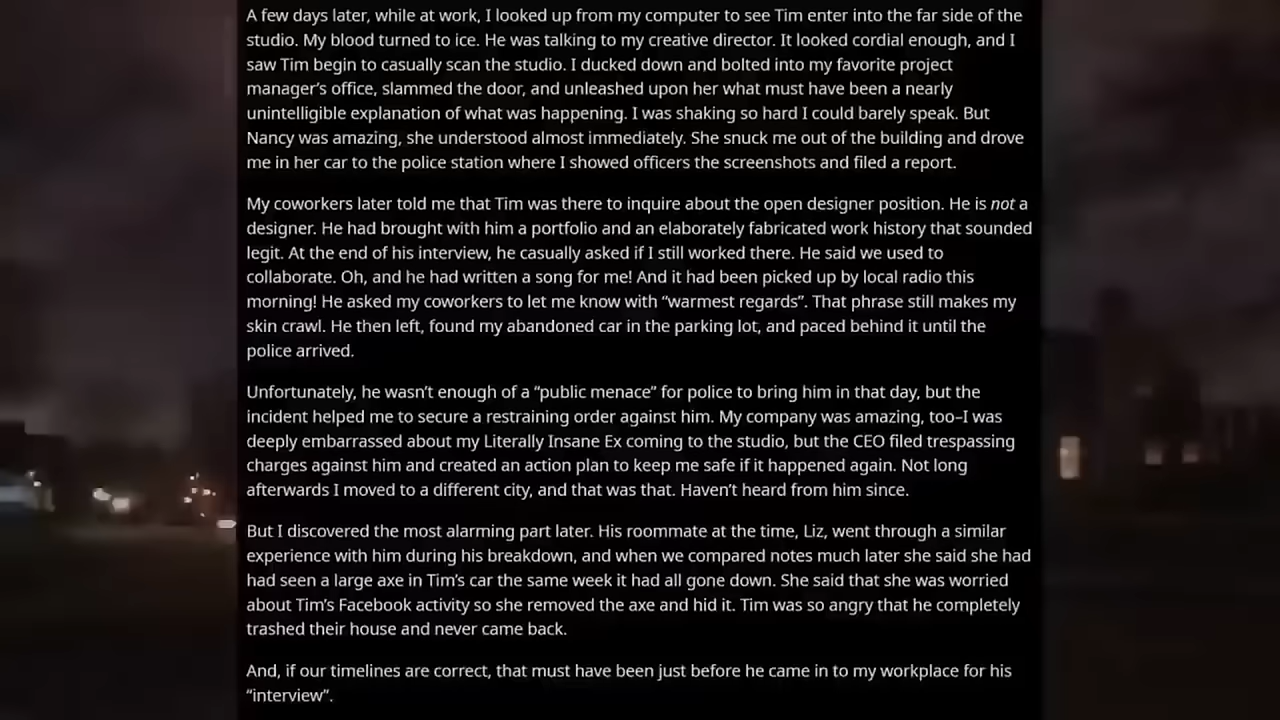 A few days later, while at work, I looked up from my computer to see Tim enter into the far side of the
studio. My blood turned to ice. He was talking to my creative director. It looked cordial enough, and I
saw Tim begin to casually scan the studio. I ducked down and bolted into my favorite project
manager's office, slammed the door, and unleashed upon her what must have been a nearly
unintelligible explanation of what was happening. I was shaking so hard I could barely speak. But
Nancy was amazing, she understood almost immediately. She snuck me out of the building and drove
me in her car to the police station where I showed officers the screenshots and filed a report.
My coworkers later told me that Tim was there to inquire about the open designer position. He is not a
designer. He had brought with him a portfolio and an elaborately fabricated work history that sounded
legit. At the end of his interview, he casually asked if I still worked there. He said we used to
collaborate. Oh, and he had written a song for me! And it had been picked up by local radio this
morning! He asked my coworkers to let me know with “warmest regards”. That phrase still makes my
skin crawl. He then left, found my abandoned car in the parking lot, and paced behind it until the
police arrived.
Unfortunately, he wasn't enough of a “public menace” for police to bring him in that day, but the
incident helped me to secure a restraining order against him. My company was amazing, too–I was
deeply embarrassed about my Literally Insane Ex coming to the studio, but the CEO filed trespassing
charges against him and created an action plan to keep me safe if it happened again. Not long
afterwards I moved to a different city, and that was that. Haven't heard from him since.
But I discovered the most alarming part later. His roommate at the time, Liz, went through a similar
experience with him during his breakdown, and when we compared notes much later she said she had
had seen a large axe in Tim's car the same week it had all gone down. She said that she was worried
about Tim's Facebook activity so she removed the axe and hid it. Tim was so angry that he completely
trashed their house and never came back.
And, if our timelines are correct, that must have been just before he came in to my workplace for his
“interview”.